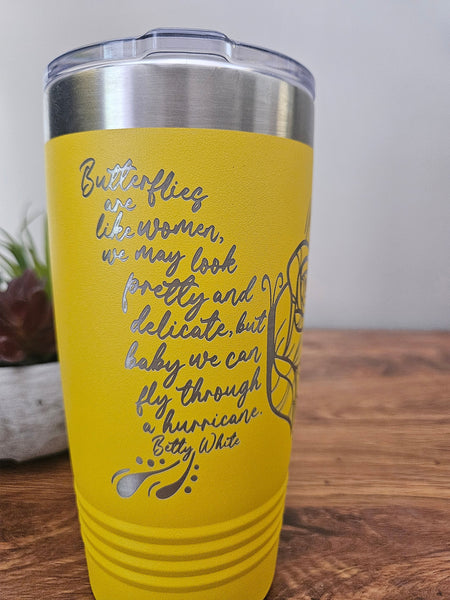 Butterflies
are
like women,
we may look
pretty and
delicate, but
baby we can
fly through
a hurricane.
Betty White